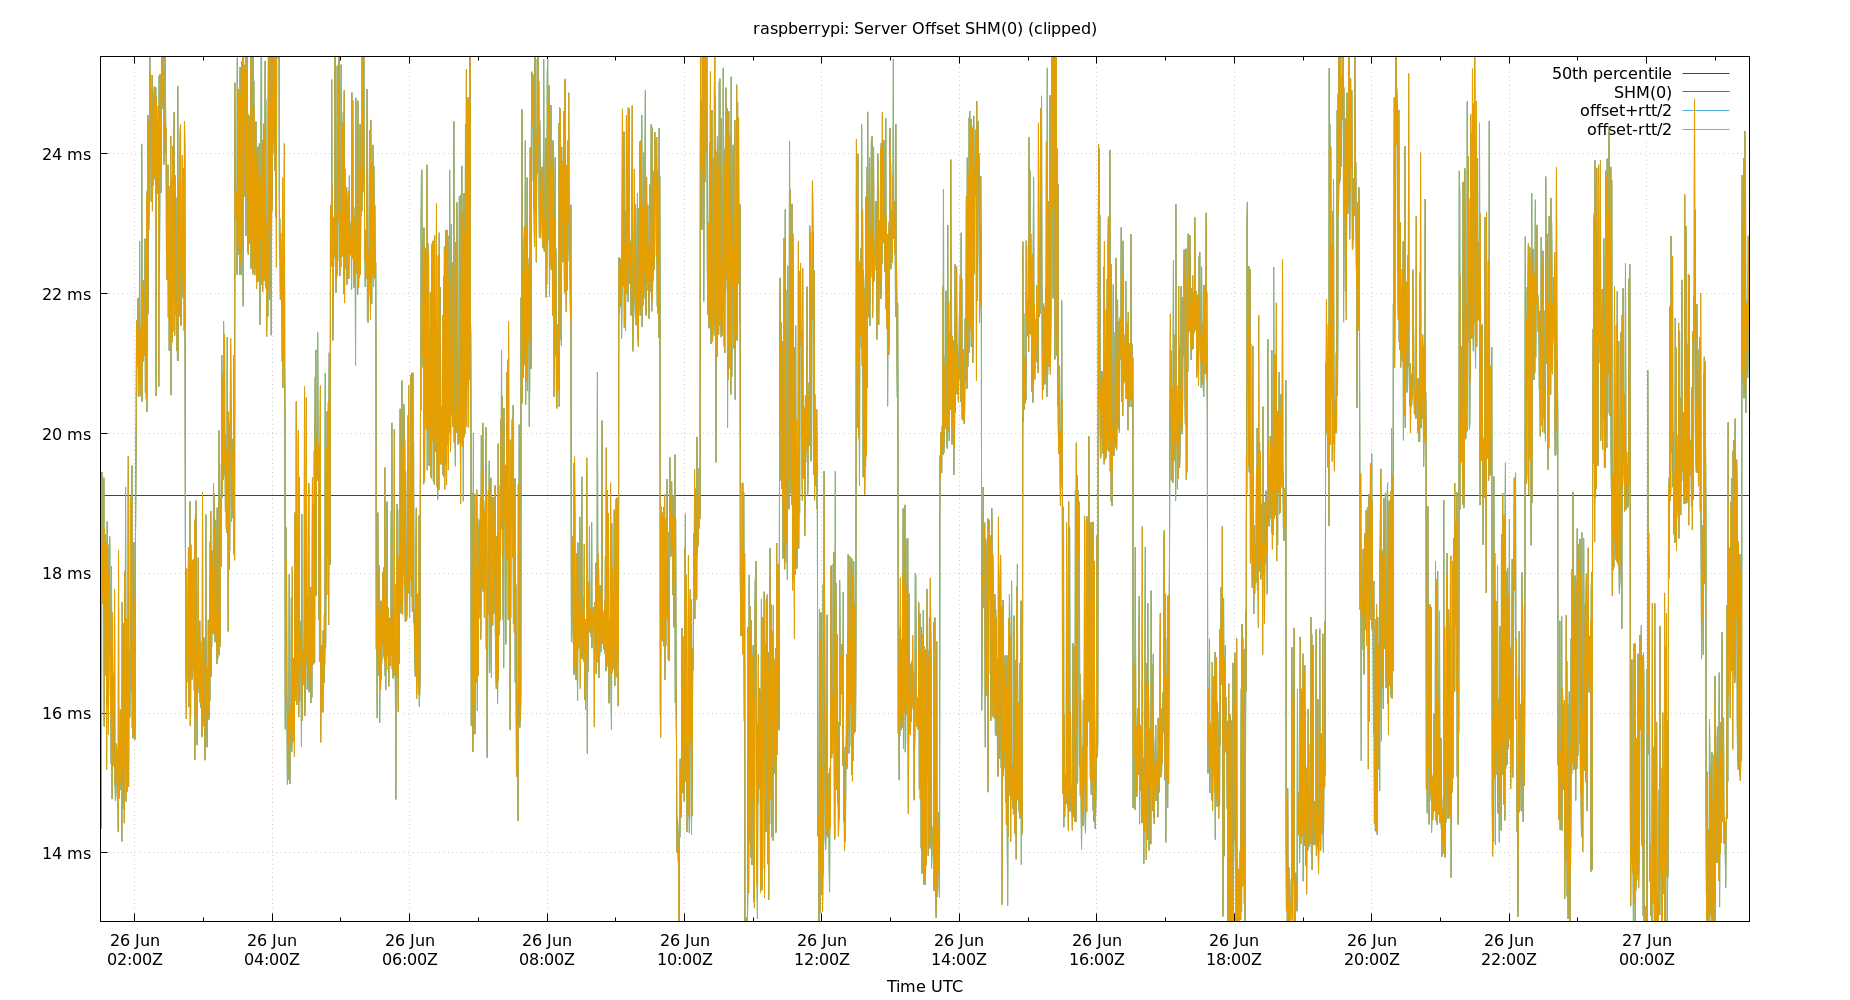 raspberrypi: Server Offset SHM(0) (clipped)
50th percentile
SHM(0)
offset+rtt/2
offset-rtt/2
24 ms
22 ms
20 ms
18 ms
16 ms
14 ms
26 Jun 26 Jun 26 Jun 26 Jun 26 Jun 26 Jun 26 Jun 26 Jun 26 Jun 26 Jun 26 Jun 27 Jun
02:00Z 04:00Z 06:00Z 08:00Z 10:00Z 12:00Z 14:00Z 16:00Z 18:00Z 20:00Z 22:00Z 00:00Z
Time UTC